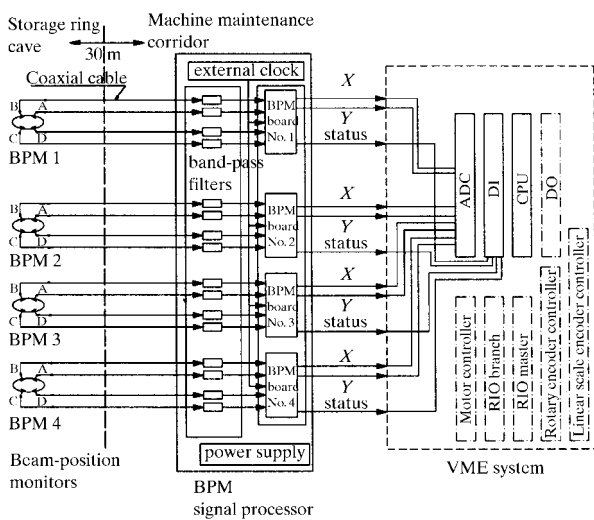 Storage ring
cave
30 m
Machine maintenance
corridor
Coaxial cable
external clock
B A
C D
BPM 1
BPM
board
No. 1
X
Y
status
band-pass
filters
B A
C D
BPM 2
BPM
board
No. 2
X
Y
status
B A
C D
BPM 3
BPM
board
No. 3
X
Y
status
B A
C D
BPM 4
BPM
board
No. 4
X
Y
status
power supply
Beam-position
monitors
BPM
signal processor
ADC
DI
CPU
DO
Motor controller
RIO branch
RIO master
Rotary encoder controller
Linear scale encoder controller
VME system